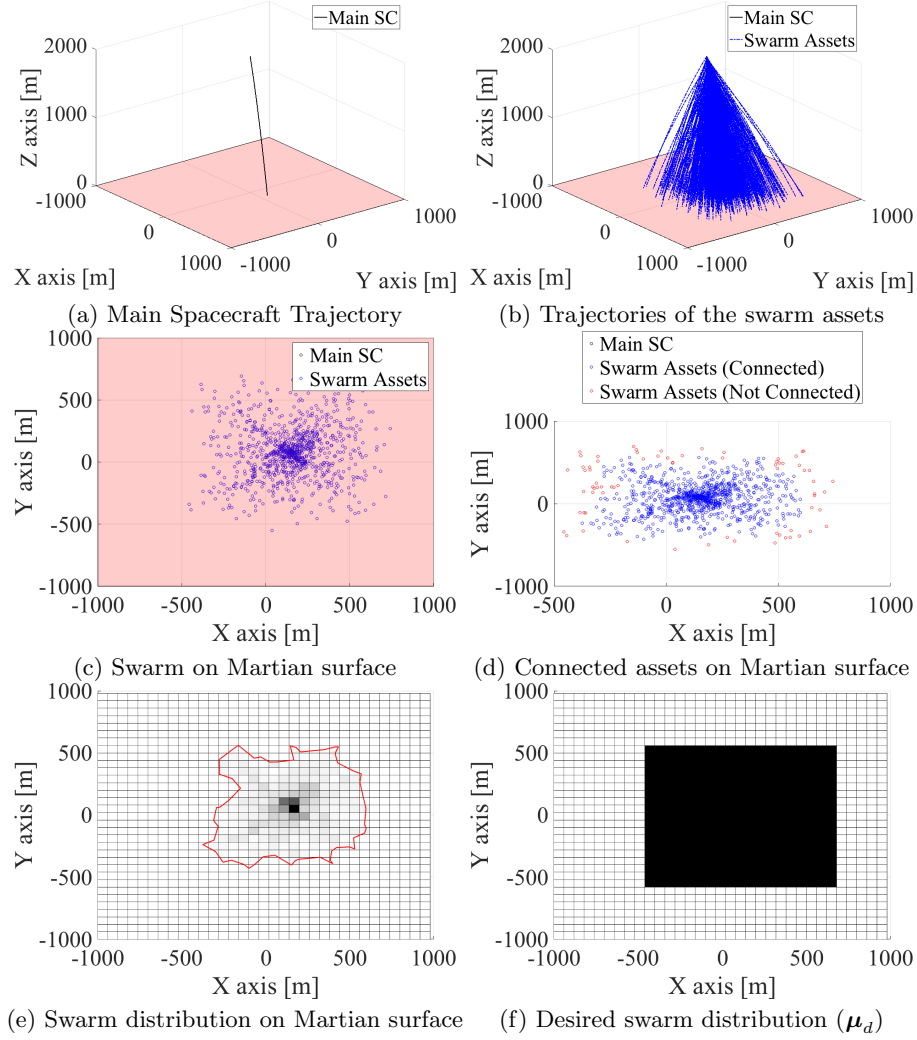 Main SC
2000
1000
0
-1000
0
1000
-1000
0
1000
Z axis [m]
X axis [m]
Y axis [m]
(a) Main Spacecraft Trajectory
Main SC
Swarm Assets
2000
1000
0
-1000
0
1000
-1000
0
1000
Z axis [m]
X axis [m]
Y axis [m]
(b) Trajectories of the swarm assets
Main SC
Swarm Assets
1000
500
0
-500
-1000
-1000
-500
0
500
1000
Y axis [m]
X axis [m]
(c) Swarm on Martian surface
Main SC
Swarm Assets (Connected)
Swarm Assets (Not Connected)
1000
0
-1000
-500
0
500
1000
Y axis [m]
X axis [m]
(d) Connected assets on Martian surface
1000
500
0
-500
-1000
-1000
-500
0
500
1000
Y axis [m]
X axis [m]
(e) Swarm distribution on Martian surface
1000
500
0
-500
-1000
-1000
-500
0
500
1000
Y axis [m]
X axis [m]
(f) Desired swarm distribution (μ_d)